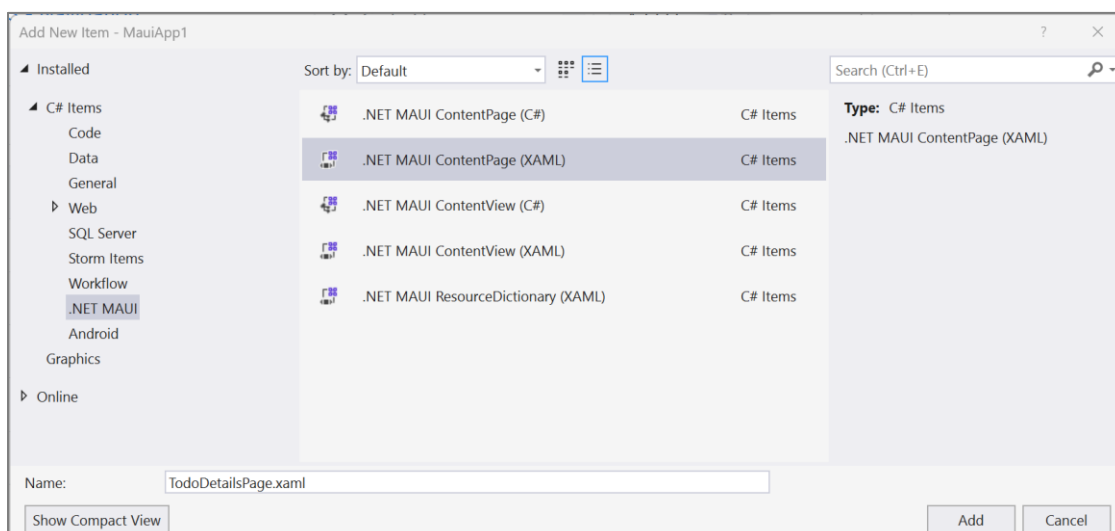 Add New Item - MauiApp1
?
Installed
C# Items
Code
Data
General
Web
SQL Server
Storm Items
Workflow
.NET MAUI
Android
Graphics
Online
Sort by: Default
.NET MAUI ContentPage (C#) C# Items
.NET MAUI ContentPage (XAML) C# Items
.NET MAUI ContentView (C#) C# Items
.NET MAUI ContentView (XAML) C# Items
.NET MAUI ResourceDictionary (XAML) C# Items
Search (Ctrl+E)
Type: C# Items
.NET MAUI ContentPage (XAML)
Name: TodoDetailsPage.xaml
Show Compact View
Add
Cancel